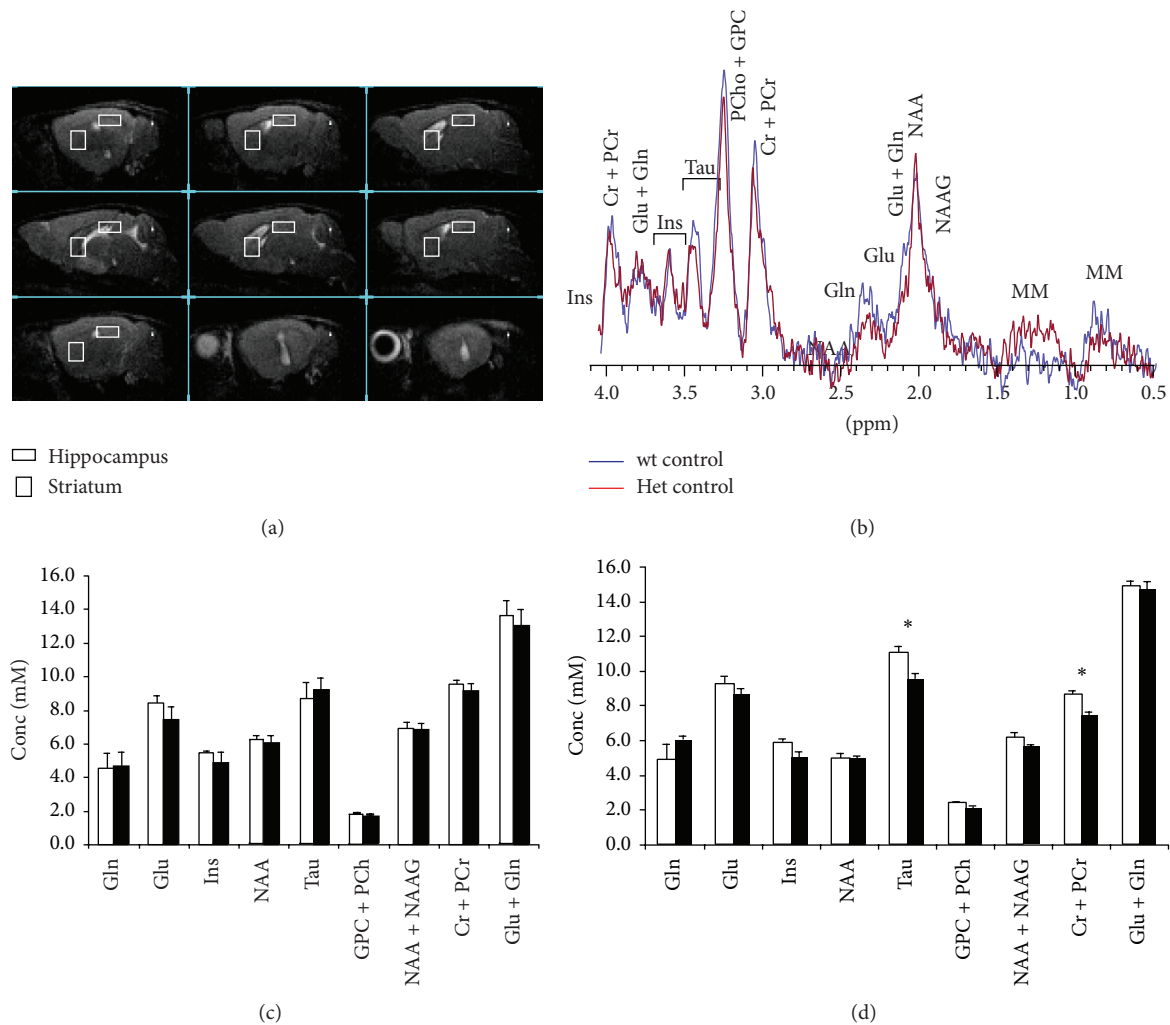 Hippocampus
Striatum
(a)
Cr + PCr
Glu + Gln
Ins
Ins
Tau
PCho + GPC
Cr + PCr
NAA
Gln
Glu
Glu + Gln
NAA
NAAG
MM
MM
4.0 3.5 3.0 2.5 2.0 1.5 1.0 0.5
(ppm)
wt control
Het control
(b)
Conc (mM)
16.0
14.0
12.0
10.0
8.0
6.0
4.0
2.0
0.0
Gln
Glu
Ins
NAA
Tau
GPC + PCh
NAA + NAAG
Cr + PCr
Glu + Gln
(c)
Conc (mM)
16.0
14.0
12.0
10.0
8.0
6.0
4.0
2.0
0.0
*
*
Gln
Glu
Ins
NAA
Tau
GPC + PCh
NAA + NAAG
Cr + PCr
Glu + Gln
(d)